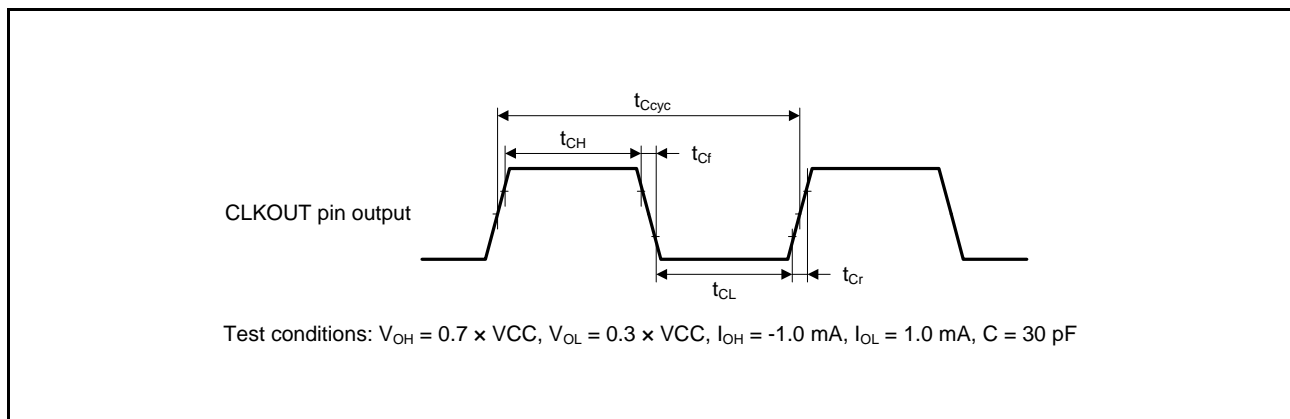 tCcyc
tCH
tCf
CLKOUT pin output
tCL
tCr
Test conditions: VOH = 0.7 × VCC, VOL = 0.3 × VCC, IOH = -1.0 mA, IOL = 1.0 mA, C = 30 pF